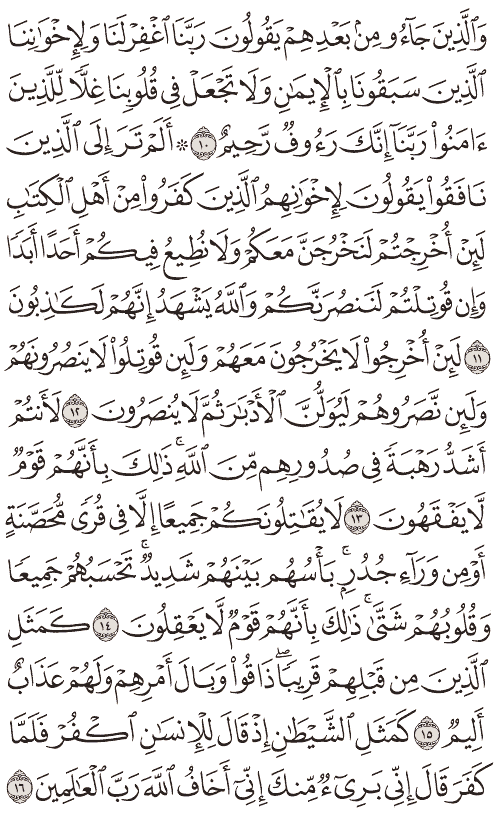 وَٱلَّذِينَ جَآءُو مِنۢ بَعۡدِهِمۡ يَقُولُونَ رَبَّنَا ٱغۡفِرۡ لَنَا وَلِإِخۡوَٰنِنَا
ٱلَّذِينَ سَبَقُونَا بِٱلۡإِيمَٰنِ وَلَا تَجۡعَلۡ فِي قُلُوبِنَا غِلّٗا لِّلَّذِينَ
ءَامَنُواْ رَبَّنَآ إِنَّكَ رَءُوفٞ رَّحِيمٌ ١٠ ۞ أَلَمۡ تَرَ إِلَى ٱلَّذِينَ
نَافَقُواْ يَقُولُونَ لِإِخۡوَٰنِهِمُ ٱلَّذِينَ كَفَرُواْ مِنۡ أَهۡلِ ٱلۡكِتَٰبِ
لَئِنۡ أُخۡرِجۡتُمۡ لَنَخۡرُجَنَّ مَعَكُمۡ وَلَا نُطِيعُ فِيكُمۡ أَحَدًا أَبَدٗا
وَإِن قُوتِلۡتُمۡ لَنَنصُرَنَّكُمۡ وَٱللَّهُ يَشۡهَدُ إِنَّهُمۡ لَكَٰذِبُونَ
١١ لَئِنۡ أُخۡرِجُواْ لَا يَخۡرُجُونَ مَعَهُمۡ وَلَئِن قُوتِلُواْ لَا يَنصُرُونَهُمۡ
وَلَئِن نَّصَرُوهُمۡ لَيُوَلُّنَّ ٱلۡأَدۡبَٰرَ ثُمَّ لَا يُنصَرُونَ ١٢ لَأَنتُمۡ
أَشَدُّ رَهۡبَةٗ فِي صُدُورِهِم مِّنَ ٱللَّهِۚ ذَٰلِكَ بِأَنَّهُمۡ قَوۡمٞ
لَّا يَفۡقَهُونَ ١٣ لَا يُقَٰتِلُونَكُمۡ جَمِيعًا إِلَّا فِي قُرٗى مُّحَصَّنَةٍ
أَوۡ مِن وَرَآءِ جُدُرِۭۚ بَأۡسُهُم بَيۡنَهُمۡ شَدِيدٞۚ تَحۡسَبُهُمۡ جَمِيعٗا
وَقُلُوبُهُمۡ شَتَّىٰۚ ذَٰلِكَ بِأَنَّهُمۡ قَوۡمٞ لَّا يَعۡقِلُونَ ١٤ كَمَثَلِ
ٱلَّذِينَ مِن قَبۡلِهِمۡ قَرِيبٗاۖ ذَاقُواْ وَبَالَ أَمۡرِهِمۡ وَلَهُمۡ عَذَابٌ
أَلِيمٞ ١٥ كَمَثَلِ ٱلشَّيۡطَٰنِ إِذۡ قَالَ لِلۡإِنسَٰنِ ٱكۡفُرۡ فَلَمَّا
كَفَرَ قَالَ إِنِّي بَرِيٓءٞ مِّنكَ إِنِّيٓ أَخَافُ ٱللَّهَ رَبَّ ٱلۡعَٰلَمِينَ ١٦